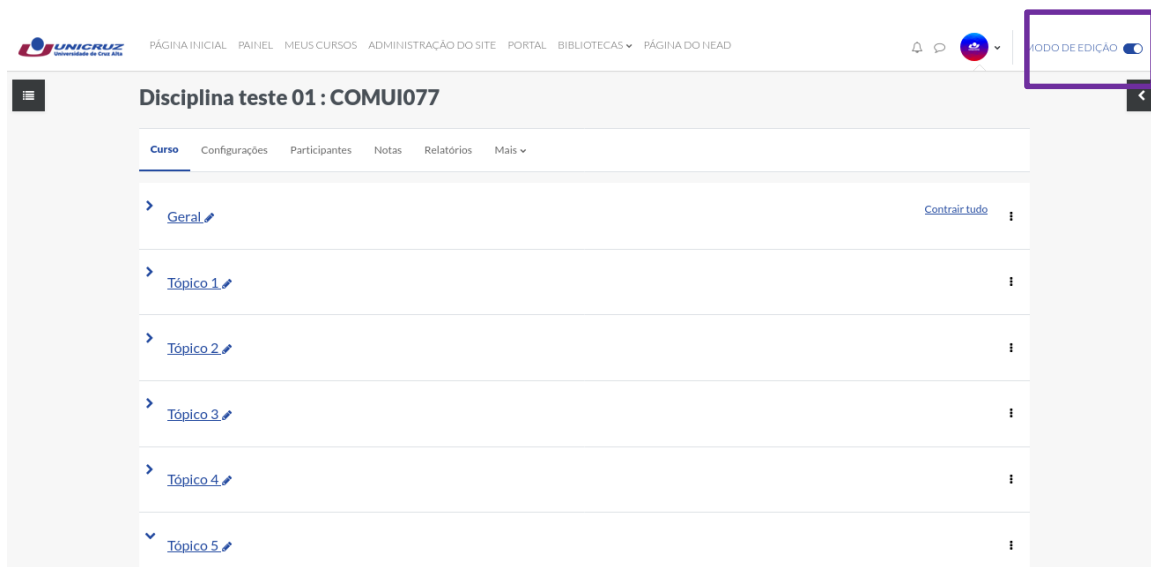 UNICRUZ
Universidade de Cruz Alta
PÁGINA INICIAL PAINEL MEUS CURSOS ADMINISTRAÇÃO DO SITE PORTAL BIBLIOTECAS PÁGINA DO NEAD
MODO DE EDIÇÃO
Disciplina teste 01 : COMUI077
Curso Configurações Participantes Notas Relatórios Mais
Contrair tudo
Geral
Tópico 1
Tópico 2
Tópico 3
Tópico 4
Tópico 5